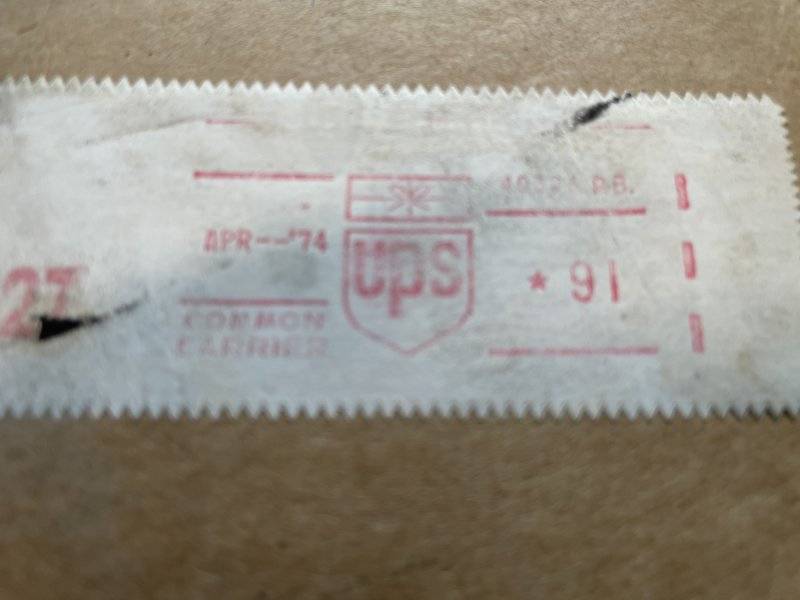 27
APR--'74
COMMON
CARRIER
ups
P.B.
* 91